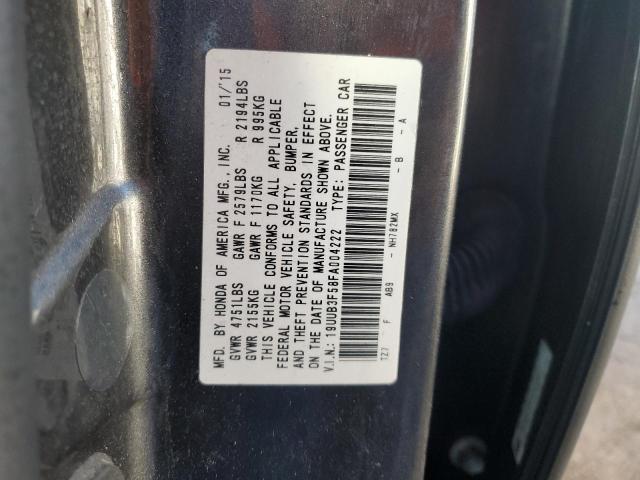 MFD. BY HONDA OF AMERICA MFG., INC. 01/'15
GVWR 4751LBS GAWR F 2579LBS R 2194LBS
GVWR 2155KG GAWR F 1170KG R 995KG
THIS VEHICLE CONFORMS TO ALL APPLICABLE
FEDERAL MOTOR VEHICLE SAFETY, BUMPER,
AND THEFT PREVENTION STANDARDS IN EFFECT
ON THE DATE OF MANUFACTURE SHOWN ABOVE.
V.I.N.: 19UUB3F58FA004222 TYPE: PASSENGER CAR
TZ7 - F AB9 - NH782MX - B - A